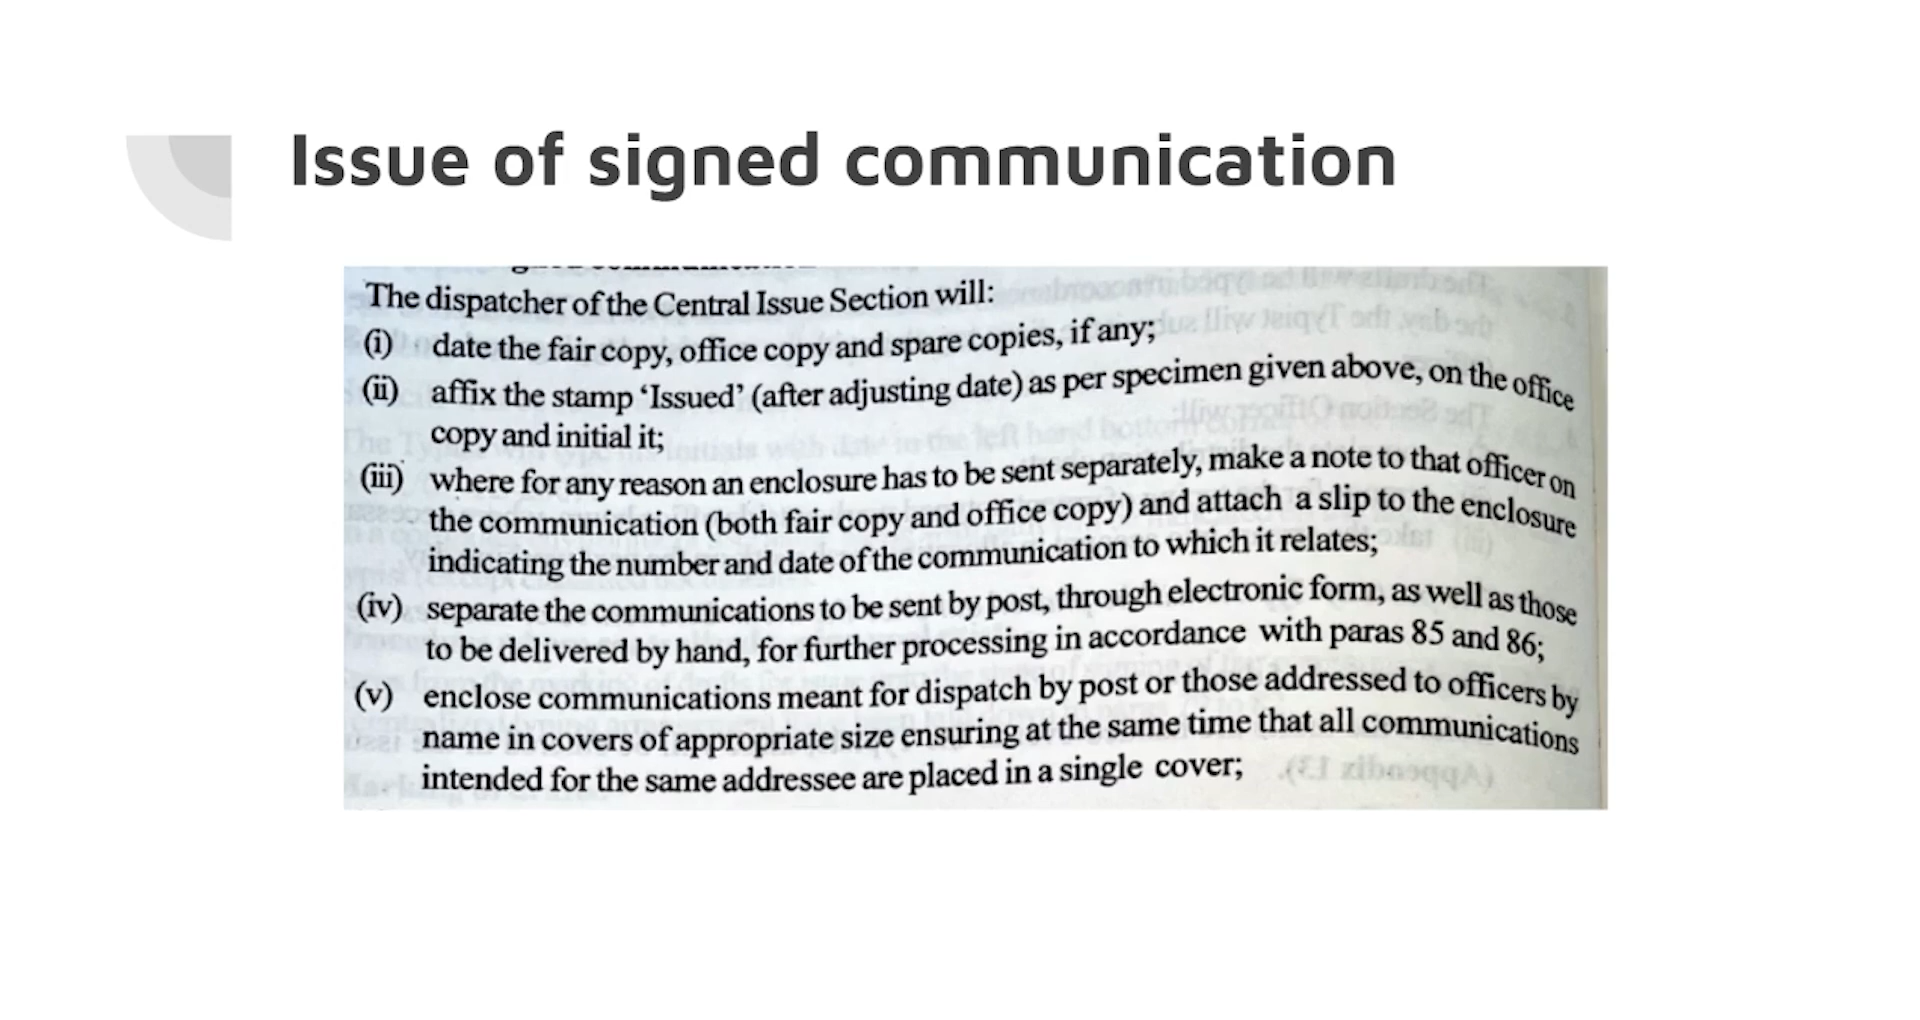 Issue of signed communication
The dispatcher of the Central Issue Section will:
(i) date the fair copy, office copy and spare copies, if any;
(ii) affix the stamp ‘Issued’ (after adjusting date) as per specimen given above, on the office
copy and initial it;
(iii) where for any reason an enclosure has to be sent separately, make a note to that officer on
the communication (both fair copy and office copy) and attach a slip to the enclosure
indicating the number and date of the communication to which it relates;
(iv) separate the communications to be sent by post, through electronic form, as well as those
to be delivered by hand, for further processing in accordance with paras 85 and 86;
(v) enclose communications meant for dispatch by post or those addressed to officers by
name in covers of appropriate size ensuring at the same time that all communications
intended for the same addressee are placed in a single cover;